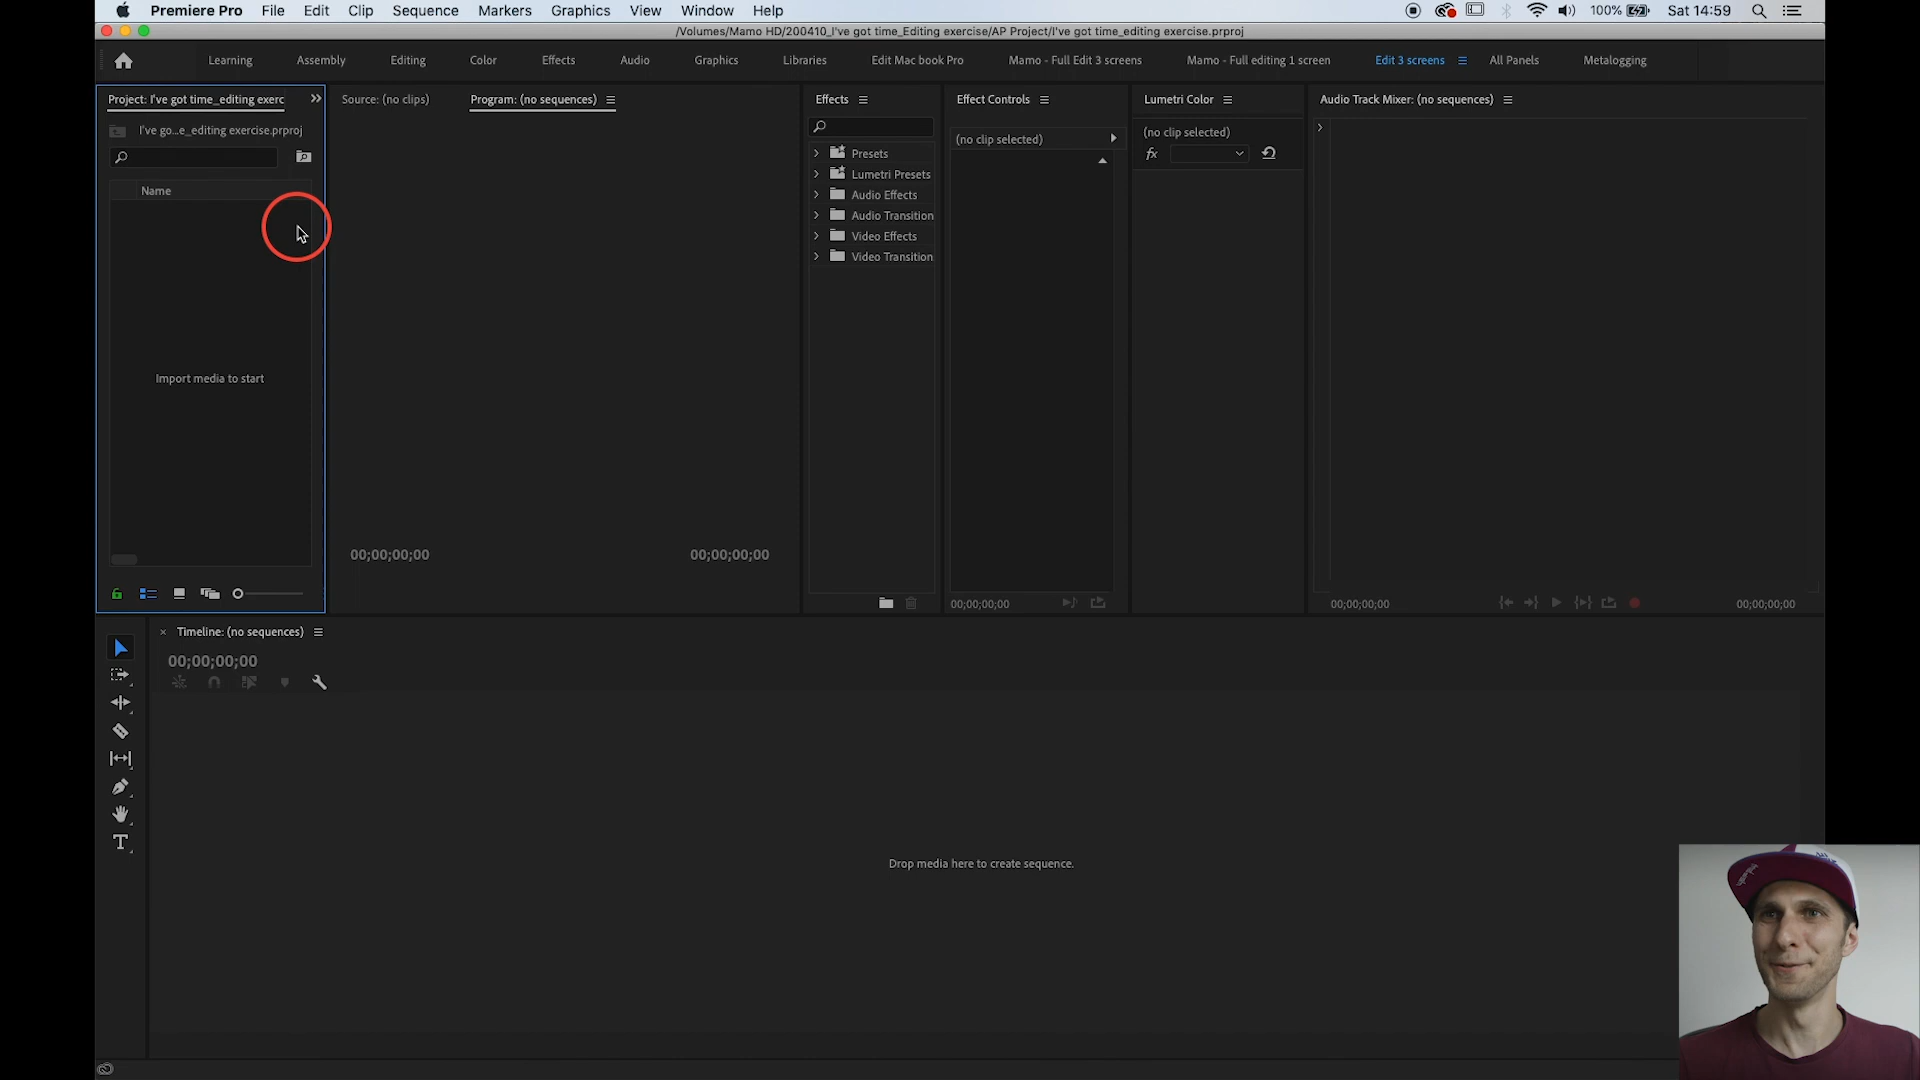 Premiere Pro File Edit Clip Sequence Markers Graphics View Window Help 100% Sat 14:59
/Volumes/Mamo HD/200410_I've got time_Editing exercise/AP Project/I've got time_editing exercise.prproj
Learning Assembly Editing Color Effects Audio Graphics Libraries Edit Mac book Pro Mamo - Full Edit 3 screens Mamo - Full editing 1 screen Edit 3 screens All Panels Metalogging
Project: I've got time_editing exerc Source: (no clips) Program: (no sequences) Effects Effect Controls Lumetri Color Audio Track Mixer: (no sequences)
I've go...e_editing exercise.prproj
(no clip selected) (no clip selected)
fx
Name
Presets
Lumetri Presets
Audio Effects
Audio Transition
Video Effects
Video Transition
Import media to start
00;00;00;00 00;00;00;00
00;00;00;00 00;00;00;00 00;00;00;00
Timeline: (no sequences)
00;00;00;00
Drop media here to create sequence.